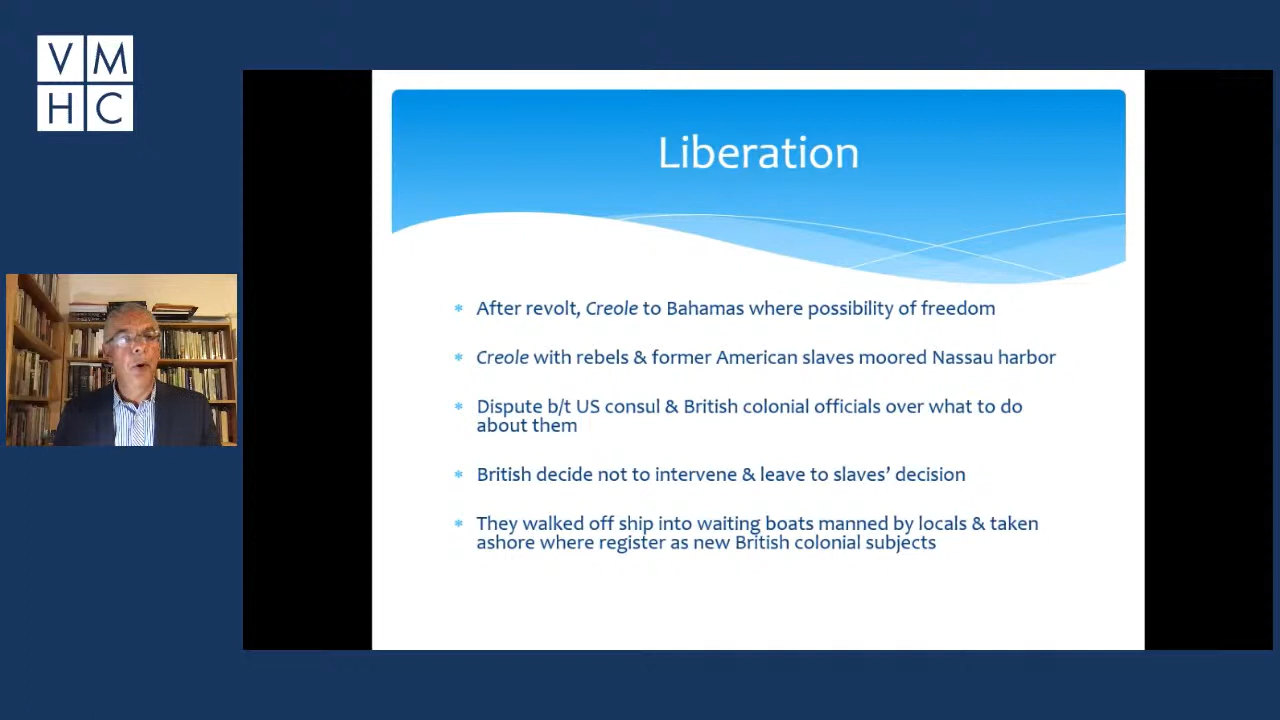 V M
H C
Liberation
* After revolt, Creole to Bahamas where possibility of freedom
* Creole with rebels & former American slaves moored Nassau harbor
* Dispute b/t US consul & British colonial officials over what to do
about them
* British decide not to intervene & leave to slaves’ decision
* They walked off ship into waiting boats manned by locals & taken
ashore where register as new British colonial subjects